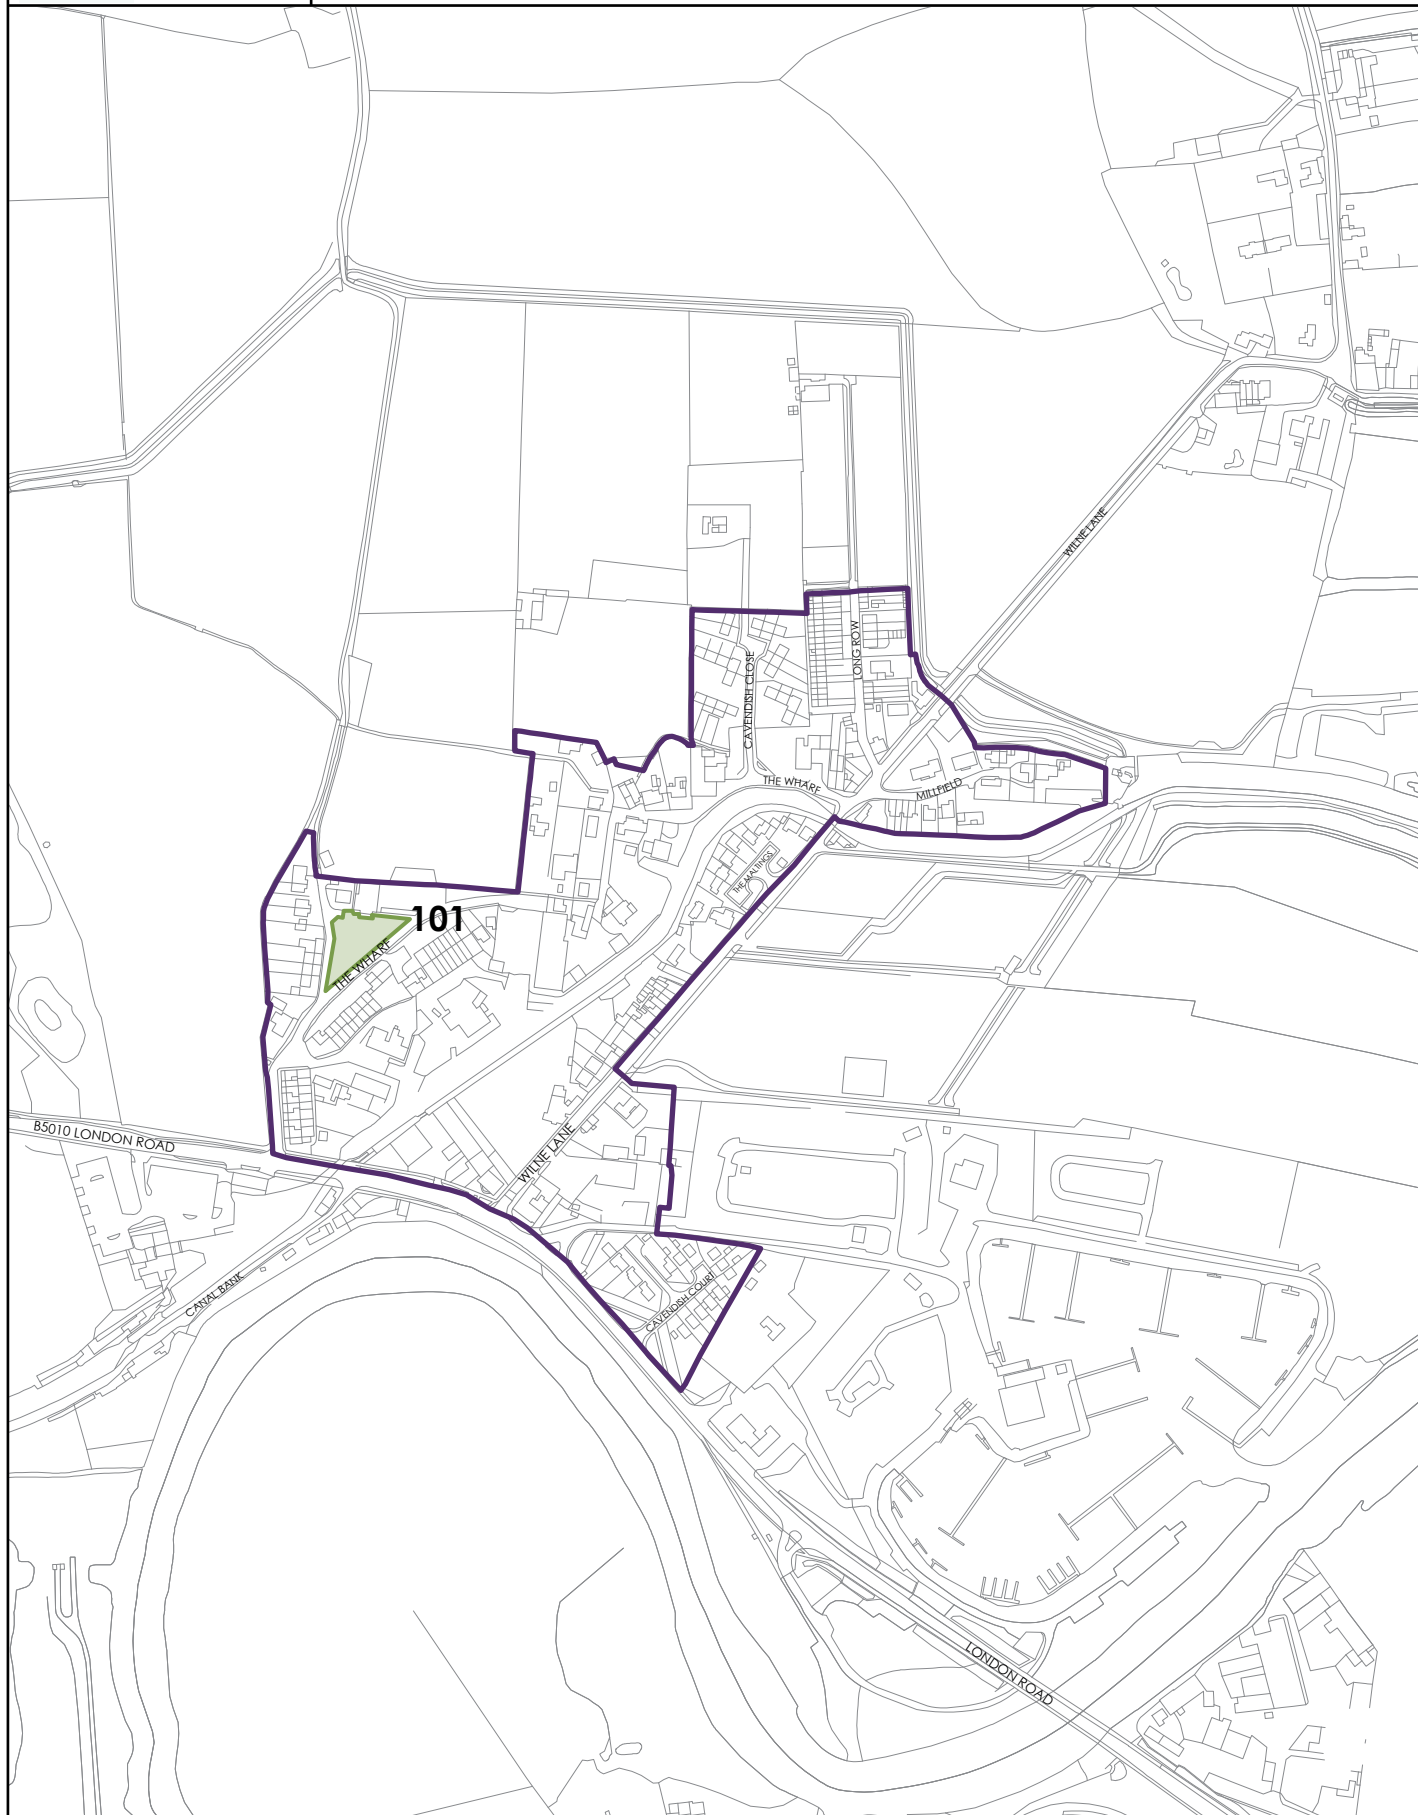 WILNE LANE
LONG ROW
CAVENDISH CLOSE
THE WHARF
MILLFIELD
THE MALTINGS
101
THE WHARF
B5010 LONDON ROAD
WILNE LANE
CANAL BANK
CAVENDISH COURT
LONDON ROAD